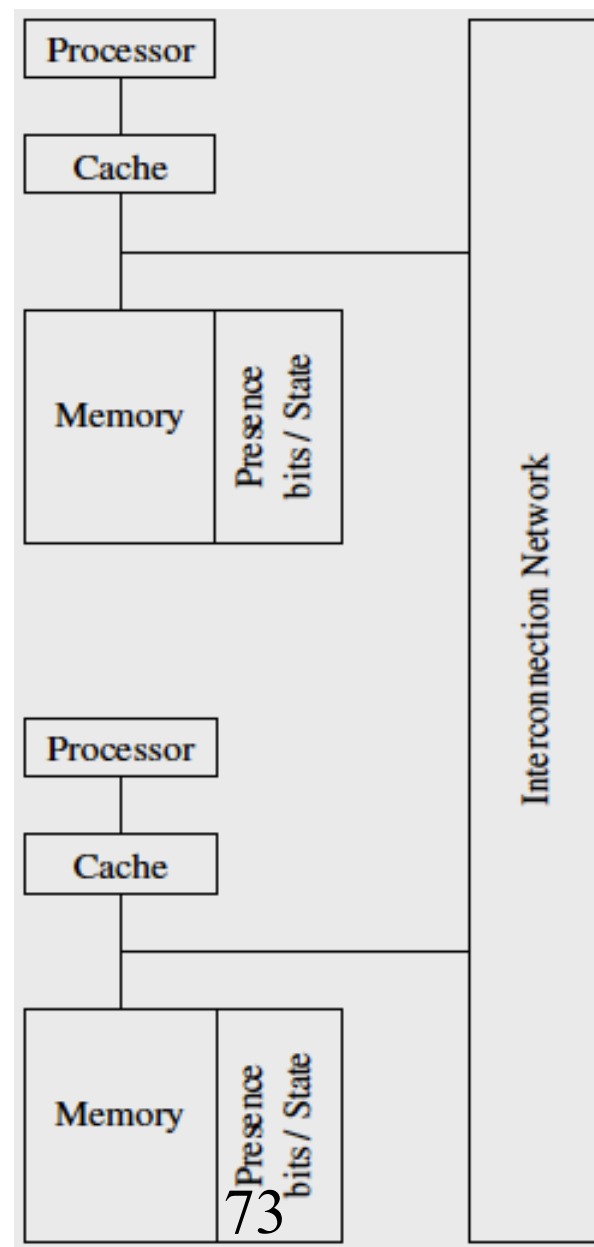 Processor
Cache
Memory
Presence
bits / State
Interconnection Network
Processor
Cache
Memory
Presence
bits / State
73